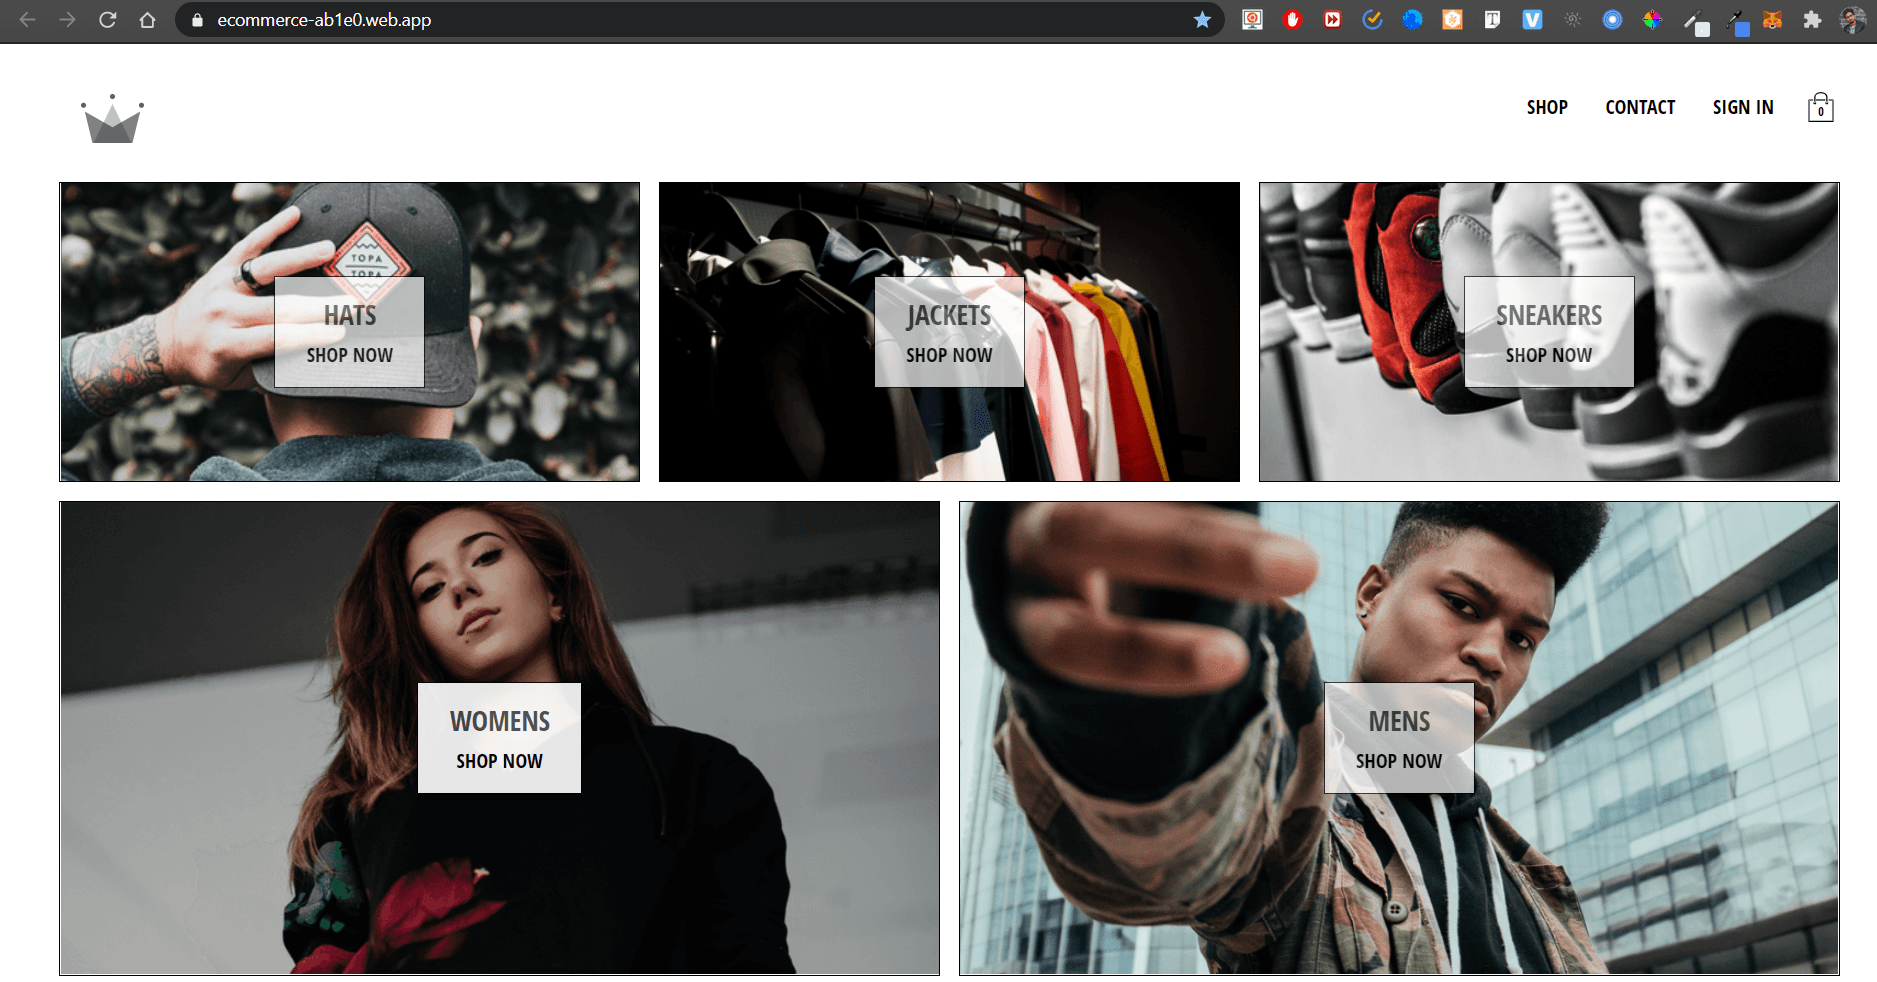 ecommerce-ab1e0.web.app
SHOP CONTACT SIGN IN 0
TOPA
TOPA
HATS
SHOP NOW
JACKETS
SHOP NOW
SNEAKERS
SHOP NOW
WOMENS
SHOP NOW
MENS
SHOP NOW